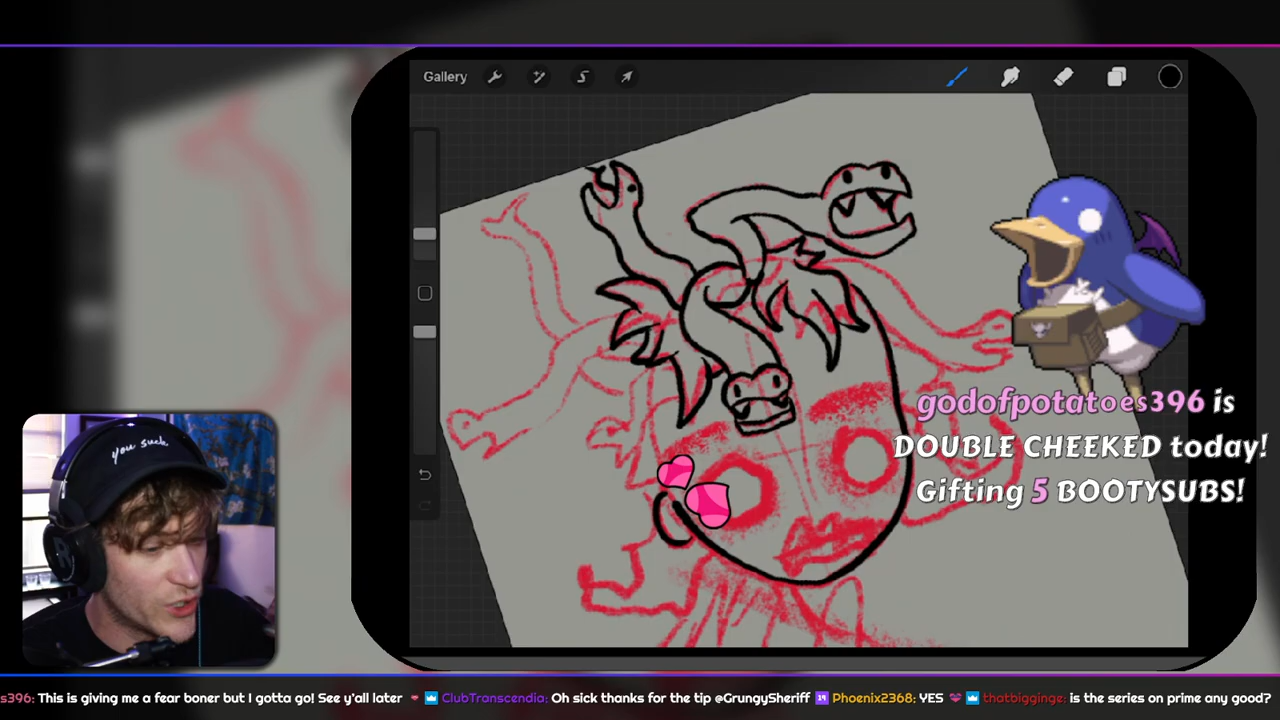 Gallery
you suck
godofpotatoes396 is
DOUBLE CHEEKED today!
Gifting 5 BOOTYSUBS!
s396: This is giving me a fear boner but I gotta go! See y'all later ClubTranscendia: Oh sick thanks for the tip @GrungySheriff Phoenix2368: YES thatbigginge: is the series on prime any good?